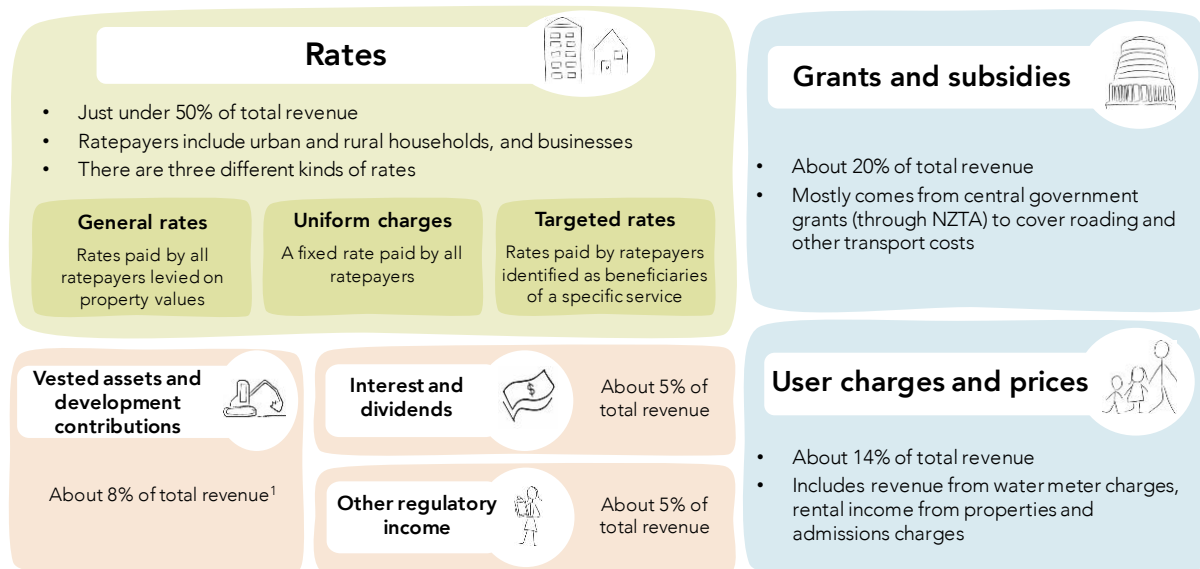 Rates
• Just under 50% of total revenue
• Ratepayers include urban and rural households, and businesses
• There are three different kinds of rates
General rates
Rates paid by all
ratepayers levied on
property values
Uniform charges
A fixed rate paid by all
ratepayers
Targeted rates
Rates paid by ratepayers
identified as beneficiaries
of a specific service
Grants and subsidies
• About 20% of total revenue
• Mostly comes from central government
grants (through NZTA) to cover roading and
other transport costs
Vested assets and
development
contributions
About 8% of total revenue¹
Interest and
dividends
$
About 5% of
total revenue
Other regulatory
income
About 5% of
total revenue
User charges and prices
• About 14% of total revenue
• Includes revenue from water meter charges,
rental income from properties and
admissions charges